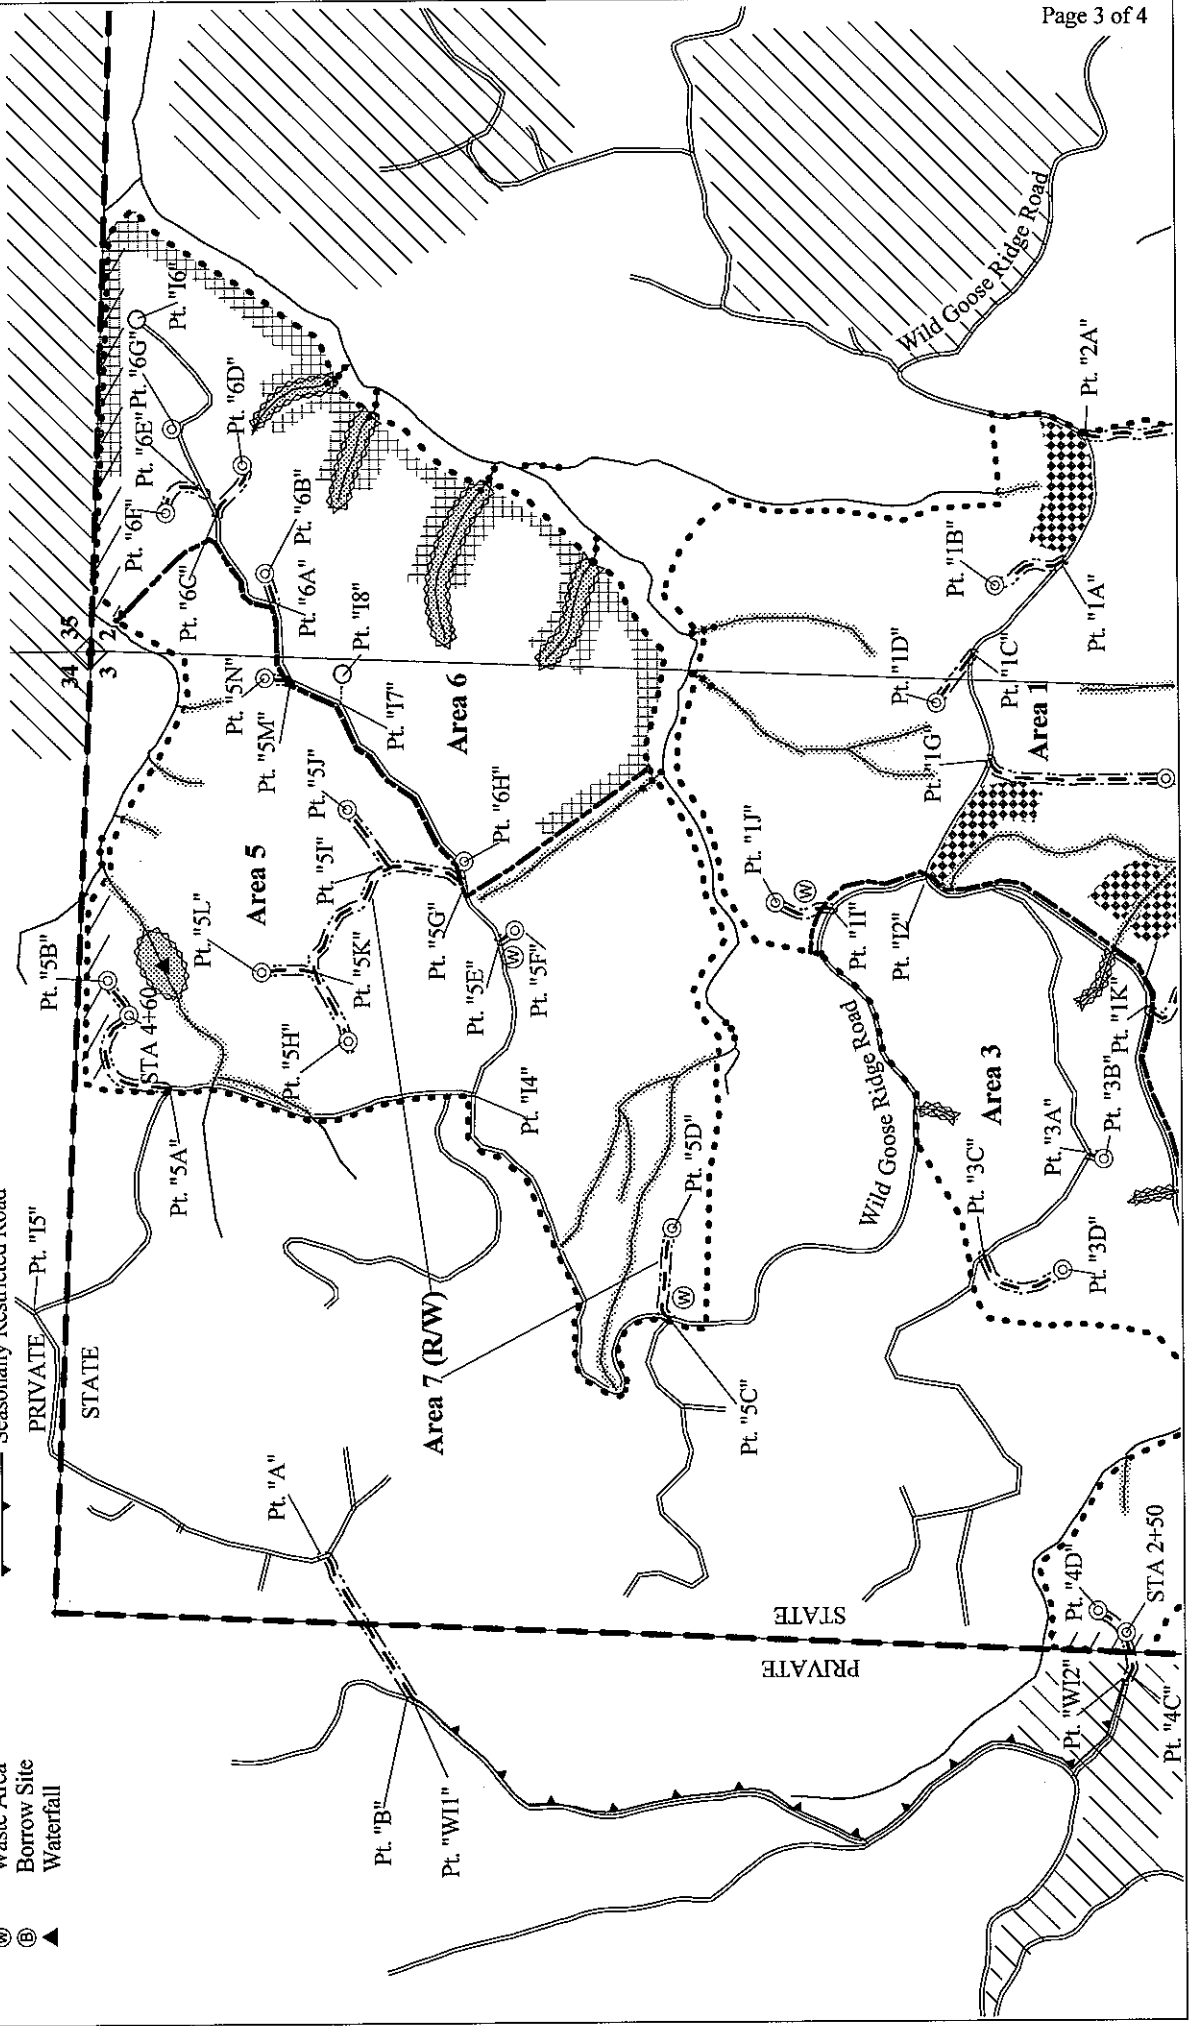 Page 3 of 4
Waste Area
Borrow Site
Waterfall
W
B
Seasonally Restricted Road
PRIVATE
STATE
Pt. "I5"
Pt. "5B"
STA 4+60
Pt. "5A"
Pt. "5L"
Area 5
Pt. "5H"
Pt. "5K"
Pt. "5I"
Pt. "5J"
Pt. "5G"
Pt. "5E"
Pt. "5F"
W
Pt. "I4"
34
35
3
2
Pt. "5N"
Pt. "5M"
Pt. "6F"
Pt. "6E"
Pt. "6G"
Pt. "I6"
Pt. "6D"
Pt. "6C"
Pt. "6B"
Pt. "6A"
Pt. "I8"
Pt. "I7"
Area 6
Pt. "6H"
Area 7 (R/W)
Pt. "5D"
W
Pt. "5C"
Pt. "A"
Pt. "B"
Pt. "WI1"
STATE
PRIVATE
Wild Goose Ridge Road
Pt. "2A"
Pt. "1B"
Pt. "1A"
Pt. "1D"
Pt. "1C"
Pt. "1G"
Area 1
Pt. "1J"
W
Pt. "1I"
Pt. "I2"
Wild Goose Ridge Road
Area 3
Pt. "1K"
Pt. "3B"
Pt. "3A"
Pt. "3C"
Pt. "3D"
Pt. "4D"
STA 2+50
Pt. "WI2"
Pt. "4C"